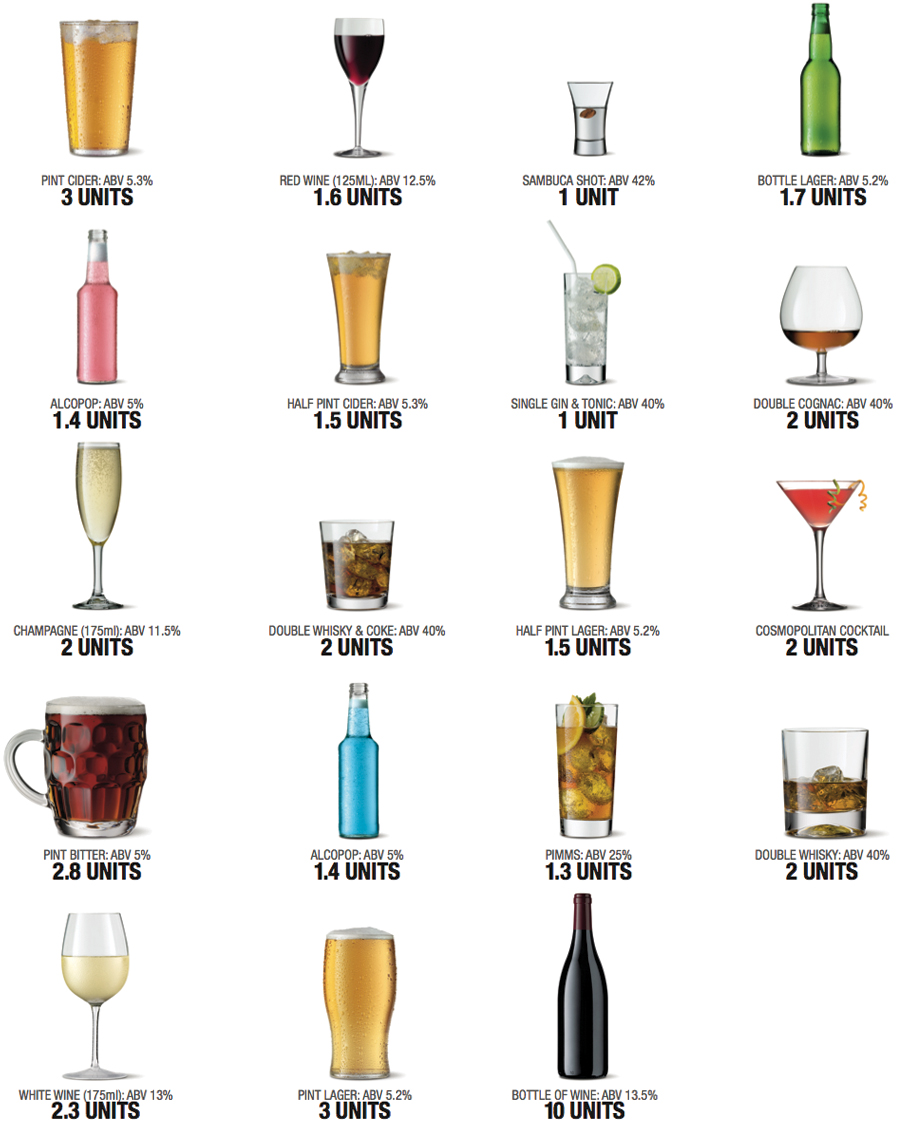 PINT CIDER: ABV 5.3%
3 UNITS
RED WINE (125ML): ABV 12.5%
1.6 UNITS
SAMBUCA SHOT: ABV 42%
1 UNIT
BOTTLE LAGER: ABV 5.2%
1.7 UNITS
ALCOPOP: ABV 5%
1.4 UNITS
HALF PINT CIDER: ABV 5.3%
1.5 UNITS
SINGLE GIN & TONIC: ABV 40%
1 UNIT
DOUBLE COGNAC: ABV 40%
2 UNITS
CHAMPAGNE (175ml): ABV 11.5%
2 UNITS
DOUBLE WHISKY & COKE: ABV 40%
2 UNITS
HALF PINT LAGER: ABV 5.2%
1.5 UNITS
COSMOPOLITAN COCKTAIL
2 UNITS
PINT BITTER: ABV 5%
2.8 UNITS
ALCOPOP: ABV 5%
1.4 UNITS
PIMMS: ABV 25%
1.3 UNITS
DOUBLE WHISKY: ABV 40%
2 UNITS
WHITE WINE (175ml): ABV 13%
2.3 UNITS
PINT LAGER: ABV 5.2%
3 UNITS
BOTTLE OF WINE: ABV 13.5%
10 UNITS